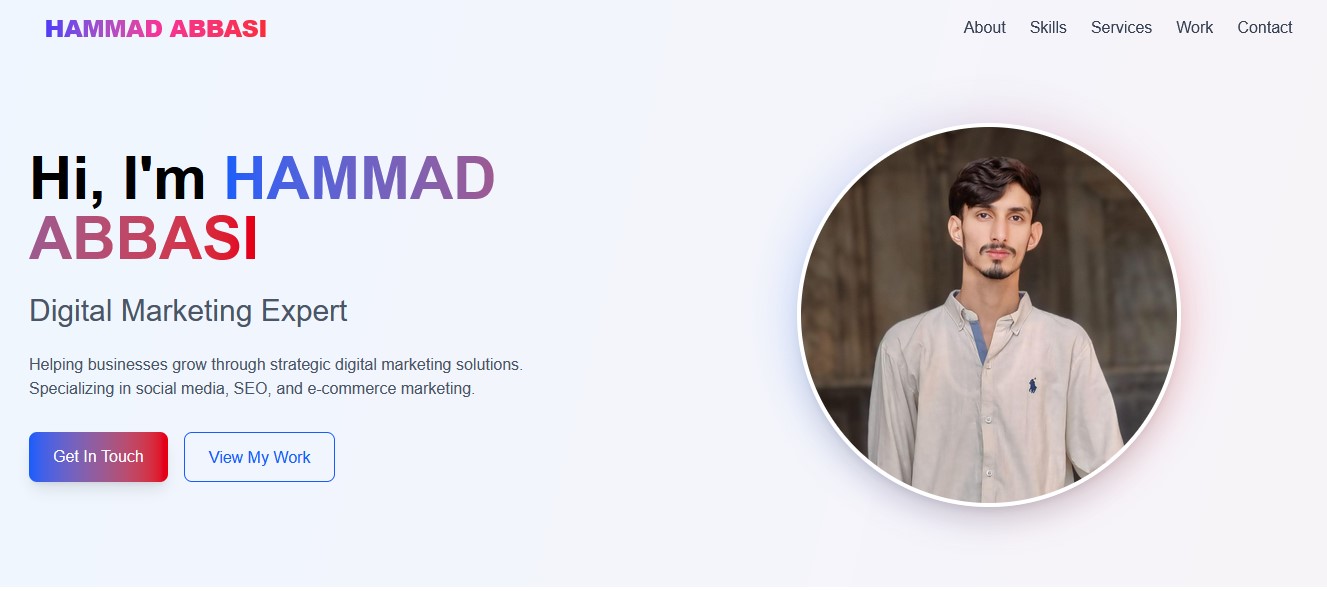 HAMMAD ABBASI
About Skills Services Work Contact
Hi, I'm HAMMAD
ABBASI
Digital Marketing Expert
Helping businesses grow through strategic digital marketing solutions.
Specializing in social media, SEO, and e-commerce marketing.
Get In Touch
View My Work